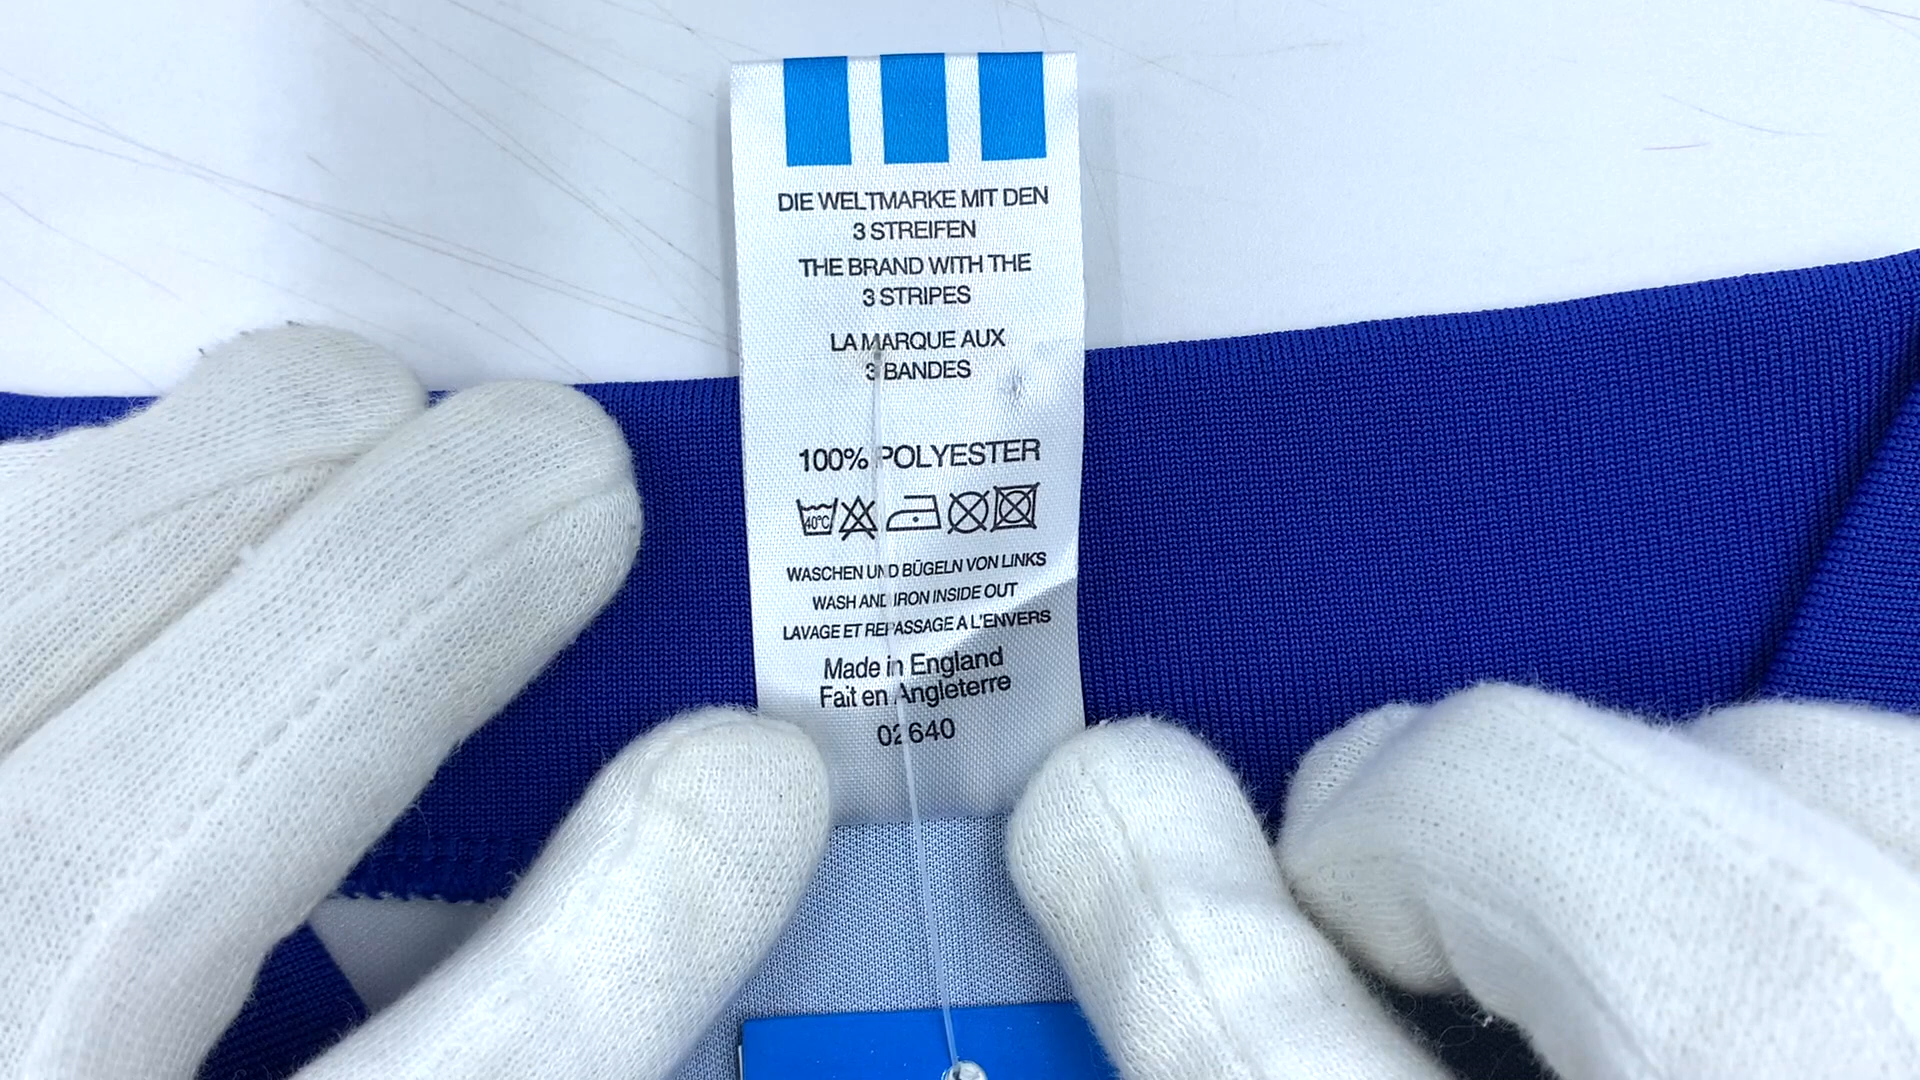 DIE WELTMARKE MIT DEN
3 STREIFEN
THE BRAND WITH THE
3 STRIPES
LA MARQUE AUX
3 BANDES
100% POLYESTER
40°C
WASCHEN UND BÜGELN VON LINKS
WASH AND IRON INSIDE OUT
LAVAGE ET REPASSAGE A L'ENVERS
Made in England
Fait en Angleterre
02640